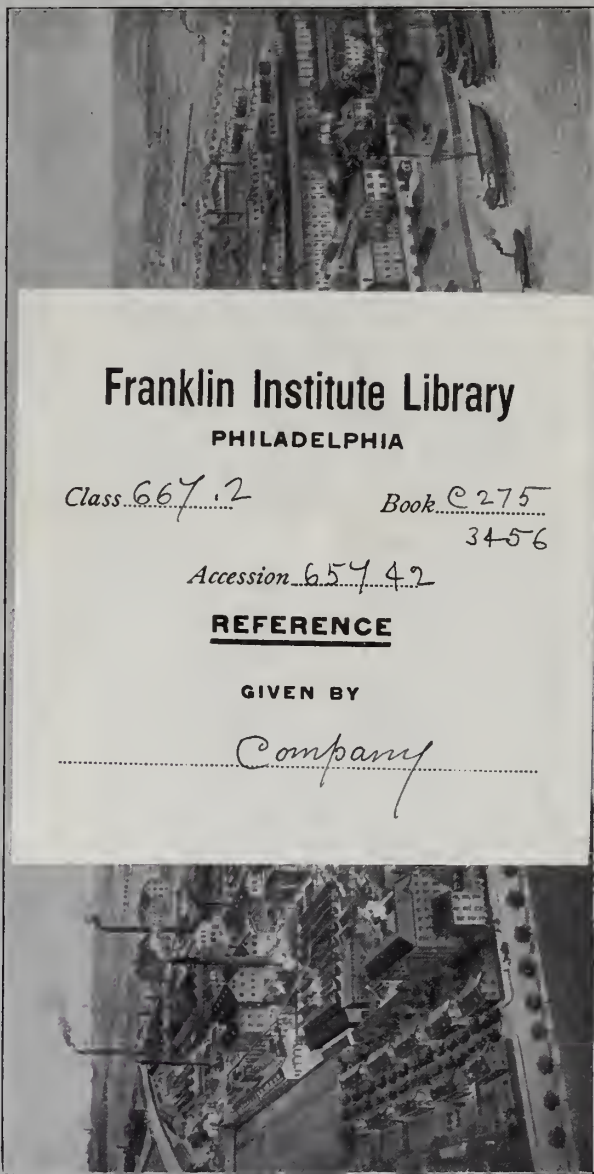 Franklin Institute Library
PHILADELPHIA
Class 667.2 Book C275
3456
Accession 65742
REFERENCE
GIVEN BY
Company